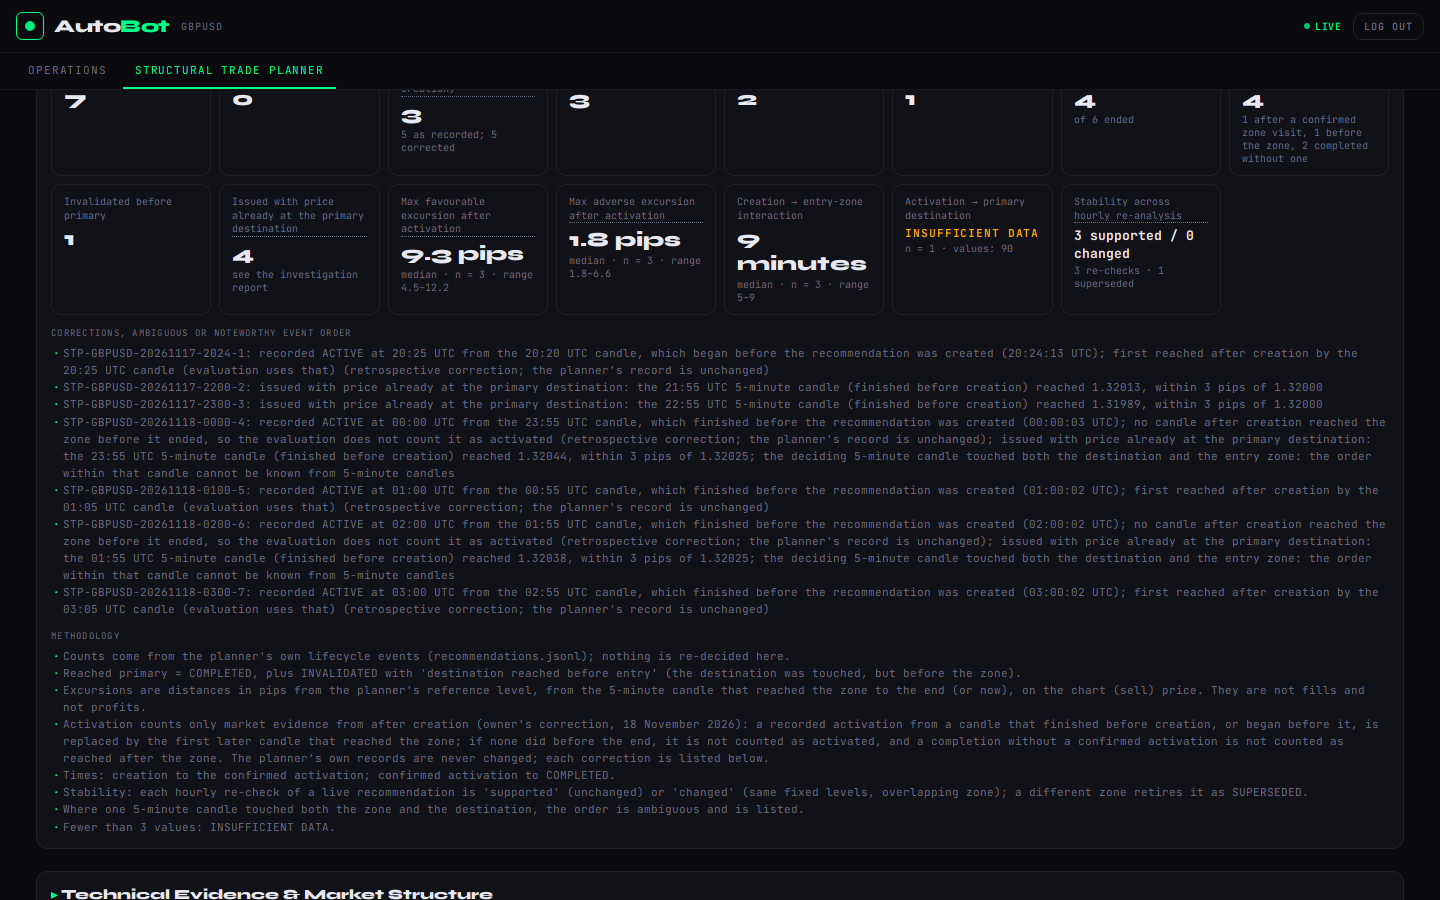 AutoBot GBPUSD
LIVE
LOG OUT
OPERATIONS
STRUCTURAL TRADE PLANNER
7
0
3
5 as recorded; 5
corrected
3
2
1
4
of 6 ended
4
1 after a confirmed
zone visit, 1 before
the zone, 2 completed
without one
Invalidated before
primary
1
Issued with price
already at the primary
destination
4
see the investigation
report
Max favourable
excursion after
activation
9.3 pips
median · n = 3 · range
4.5–12.2
Max adverse excursion
after activation
1.8 pips
median · n = 3 · range
1.8–6.6
Creation → entry-zone
interaction
9
minutes
median · n = 3 · range
5–9
Activation → primary
destination
INSUFFICIENT DATA
n = 1 · values: 90
Stability across
hourly re-analysis
3 supported / 0
changed
3 re-checks · 1
superseded
CORRECTIONS, AMBIGUOUS OR NOTEWORTHY EVENT ORDER
· STP-GBPUSD-20261117-2024-1: recorded ACTIVE at 20:25 UTC from the 20:20 UTC candle, which began before the recommendation was created (20:24:13 UTC); first reached after creation by the
20:25 UTC candle (evaluation uses that) (retrospective correction; the planner's record is unchanged)
· STP-GBPUSD-20261117-2200-2: issued with price already at the primary destination: the 21:55 UTC 5-minute candle (finished before creation) reached 1.32013, within 3 pips of 1.32000
· STP-GBPUSD-20261117-2300-3: issued with price already at the primary destination: the 22:55 UTC 5-minute candle (finished before creation) reached 1.31989, within 3 pips of 1.32000
· STP-GBPUSD-20261118-0000-4: recorded ACTIVE at 00:00 UTC from the 23:55 UTC candle, which finished before the recommendation was created (00:00:03 UTC); no candle after creation reached the
zone before it ended, so the evaluation does not count it as activated (retrospective correction; the planner's record is unchanged); issued with price already at the primary destination:
the 23:55 UTC 5-minute candle (finished before creation) reached 1.32044, within 3 pips of 1.32025; the deciding 5-minute candle touched both the destination and the entry zone: the order
within that candle cannot be known from 5-minute candles
· STP-GBPUSD-20261118-0100-5: recorded ACTIVE at 01:00 UTC from the 00:55 UTC candle, which finished before the recommendation was created (01:00:02 UTC); first reached after creation by the
01:05 UTC candle (evaluation uses that) (retrospective correction; the planner's record is unchanged)
· STP-GBPUSD-20261118-0200-6: recorded ACTIVE at 02:00 UTC from the 01:55 UTC candle, which finished before the recommendation was created (02:00:02 UTC); no candle after creation reached the
zone before it ended, so the evaluation does not count it as activated (retrospective correction; the planner's record is unchanged); issued with price already at the primary destination:
the 01:55 UTC 5-minute candle (finished before creation) reached 1.32038, within 3 pips of 1.32025; the deciding 5-minute candle touched both the destination and the entry zone: the order
within that candle cannot be known from 5-minute candles
· STP-GBPUSD-20261118-0300-7: recorded ACTIVE at 03:00 UTC from the 02:55 UTC candle, which finished before the recommendation was created (03:00:02 UTC); first reached after creation by the
03:05 UTC candle (evaluation uses that) (retrospective correction; the planner's record is unchanged)
METHODOLOGY
· Counts come from the planner's own lifecycle events (recommendations.jsonl); nothing is re-decided here.
· Reached primary = COMPLETED, plus INVALIDATED with 'destination reached before entry' (the destination was touched, but before the zone).
· Excursions are distances in pips from the planner's reference level, from the 5-minute candle that reached the zone to the end (or now), on the chart (sell) price. They are not fills and
not profits.
· Activation counts only market evidence from after creation (owner's correction, 18 November 2026): a recorded activation from a candle that finished before creation, or began before it, is
replaced by the first later candle that reached the zone; if none did before the end, it is not counted as activated, and a completion without a confirmed activation is not counted as
reached after the zone. The planner's own records are never changed; each correction is listed below.
· Times: creation to the confirmed activation; confirmed activation to COMPLETED.
· Stability: each hourly re-check of a live recommendation is 'supported' (unchanged) or 'changed' (same fixed levels, overlapping zone); a different zone retires it as SUPERSEDED.
· Where one 5-minute candle touched both the zone and the destination, the order is ambiguous and is listed.
· Fewer than 3 values: INSUFFICIENT DATA.
▸ Technical Evidence & Market Structure